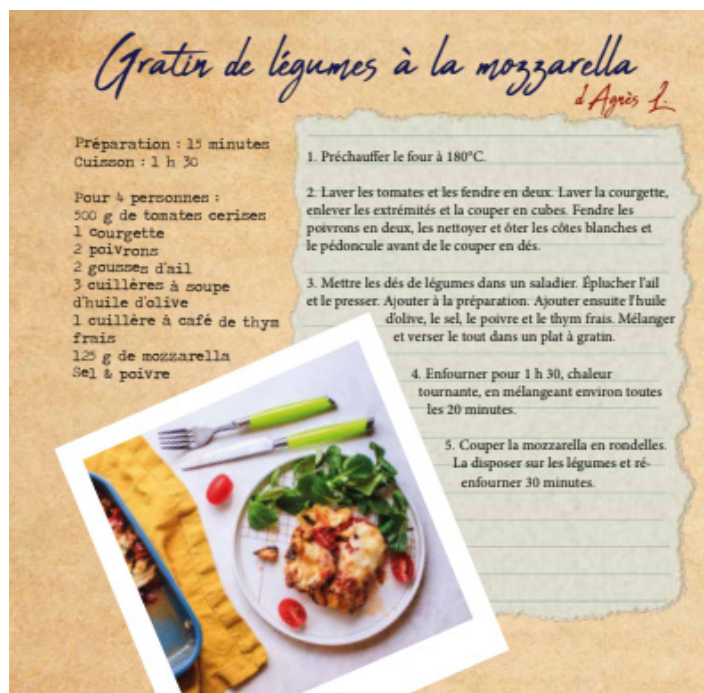 Gratin de légumes à la mozzarella
d'Agnès L.
Préparation : 15 minutes
Cuisson : 1 h 30
Pour 4 personnes :
500 g de tomates cerises
1 courgette
2 poivrons
2 gousses d'ail
3 cuillères à soupe
d'huile d'olive
1 cuillère à café de thym
frais
125 g de mozzarella
Sel & poivre
1. Préchauffer le four à 180°C.
2. Laver les tomates et les fendre en deux. Laver la courgette,
enlever les extrémités et la couper en cubes. Fendre les
poivrons en deux, les nettoyer et ôter les côtes blanches et
le pédoncule avant de le couper en dés.
3. Mettre les dés de légumes dans un saladier. Éplucher l'ail
et le presser. Ajouter à la préparation. Ajouter ensuite l'huile
d'olive, le sel, le poivre et le thym frais. Mélanger
et verser le tout dans un plat à gratin.
4. Enfourner pour 1 h 30, chaleur
tournante, en mélangeant environ toutes
les 20 minutes.
5. Couper la mozzarella en rondelles.
La disposer sur les légumes et ré-
enfourner 30 minutes.